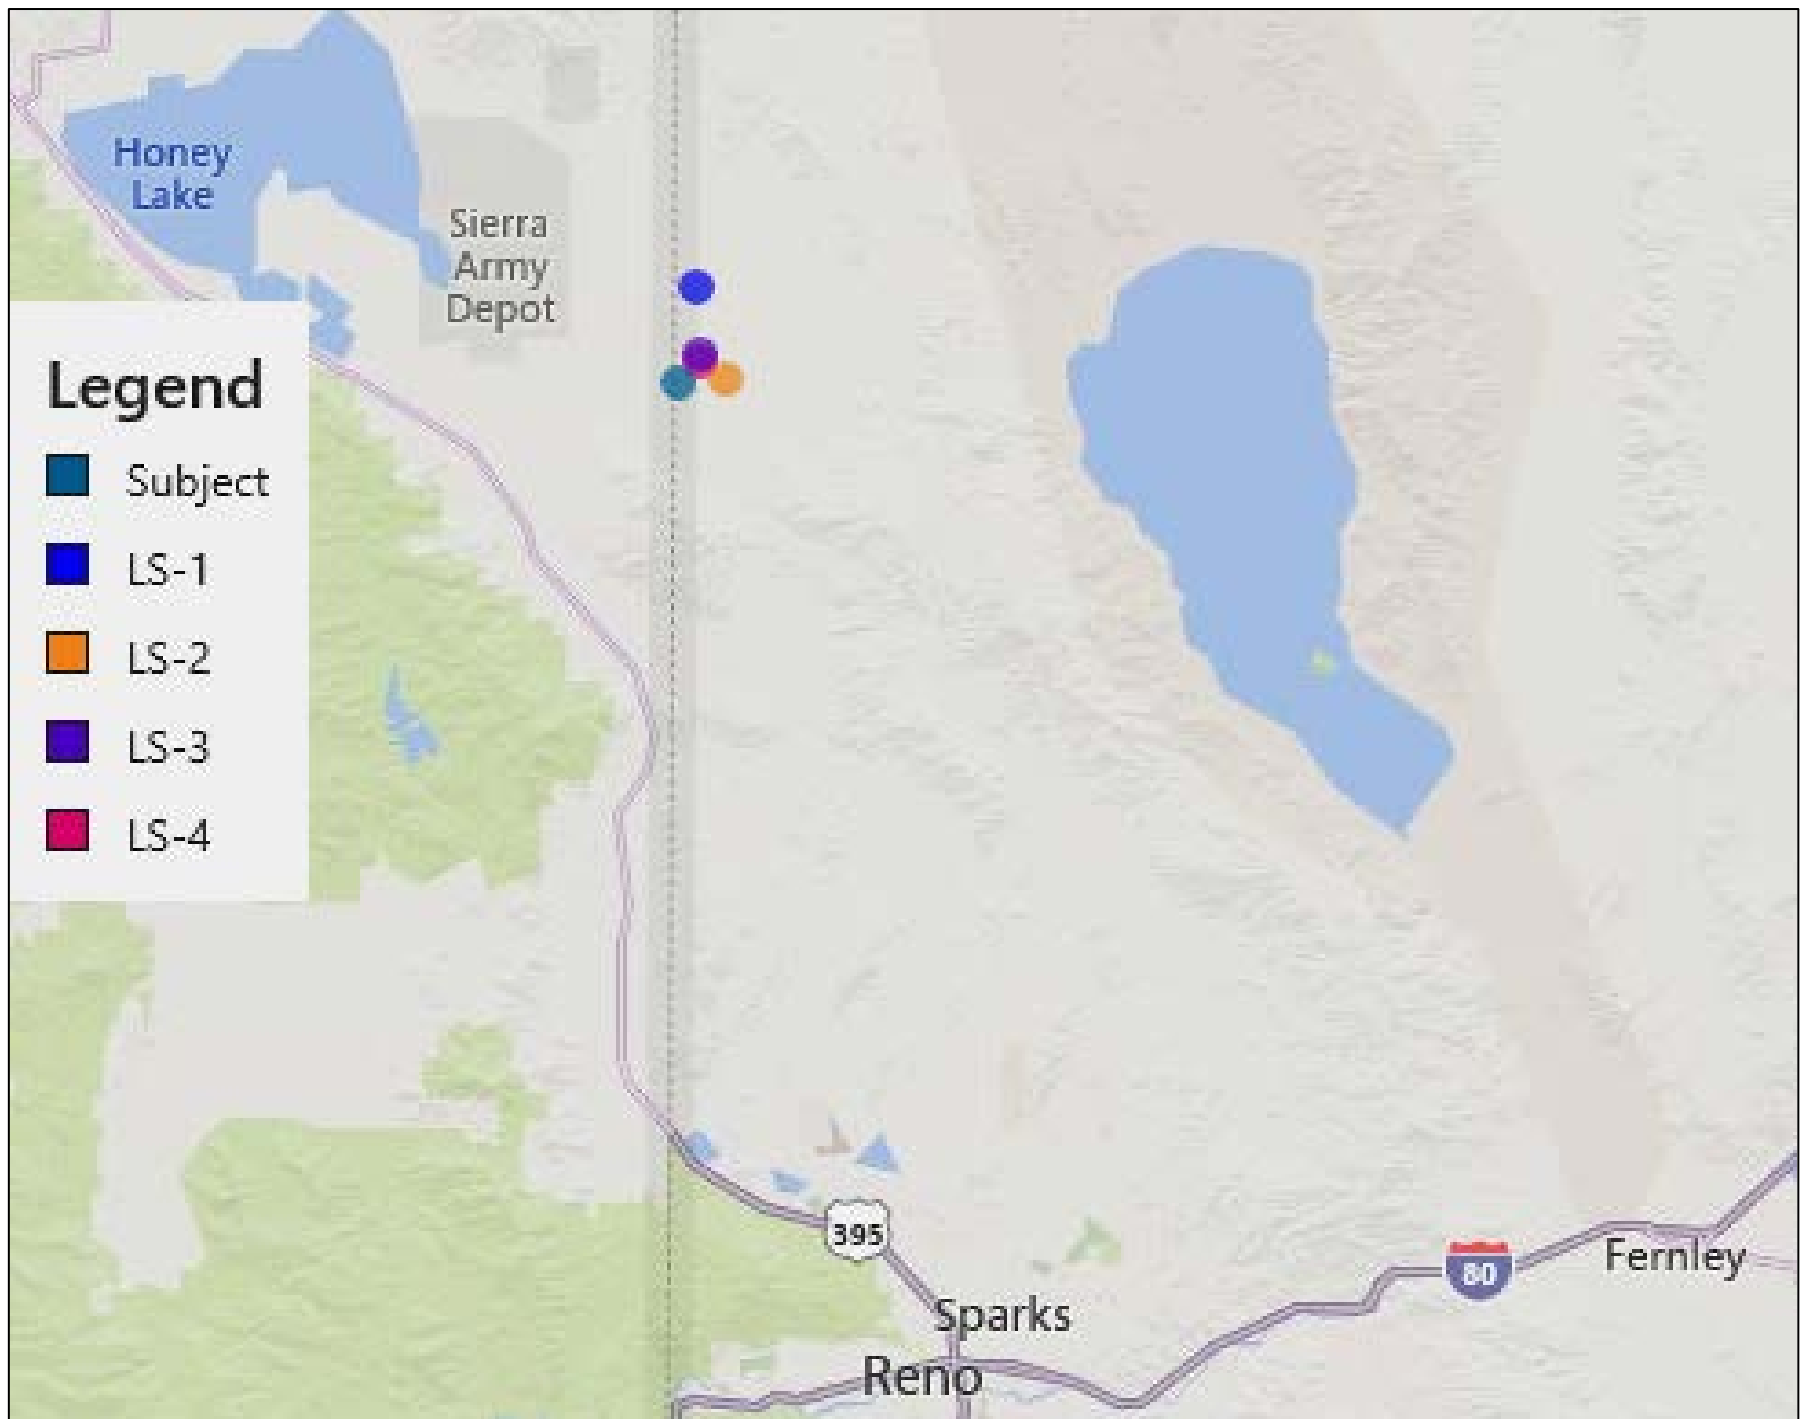 Honey
Lake
Sierra
Army
Depot
Legend
Subject
LS-1
LS-2
LS-3
LS-4
395
80
Fernley
Sparks
Reno